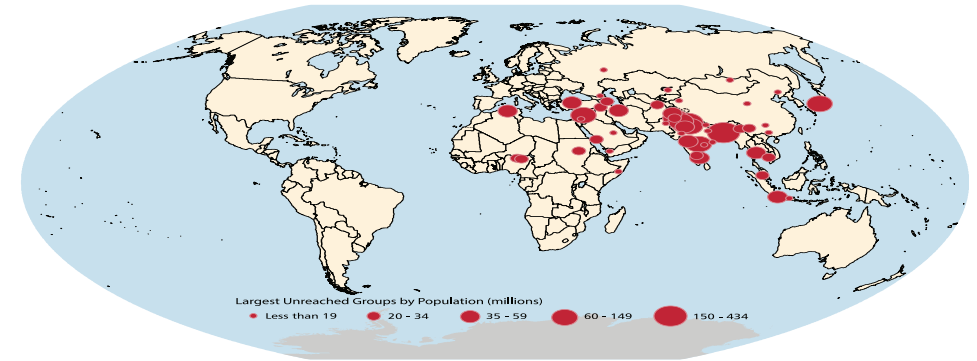 Largest Unreached Groups by Population (millions)
Less than 19 20 - 34 35 - 59 60 - 149 150 - 434